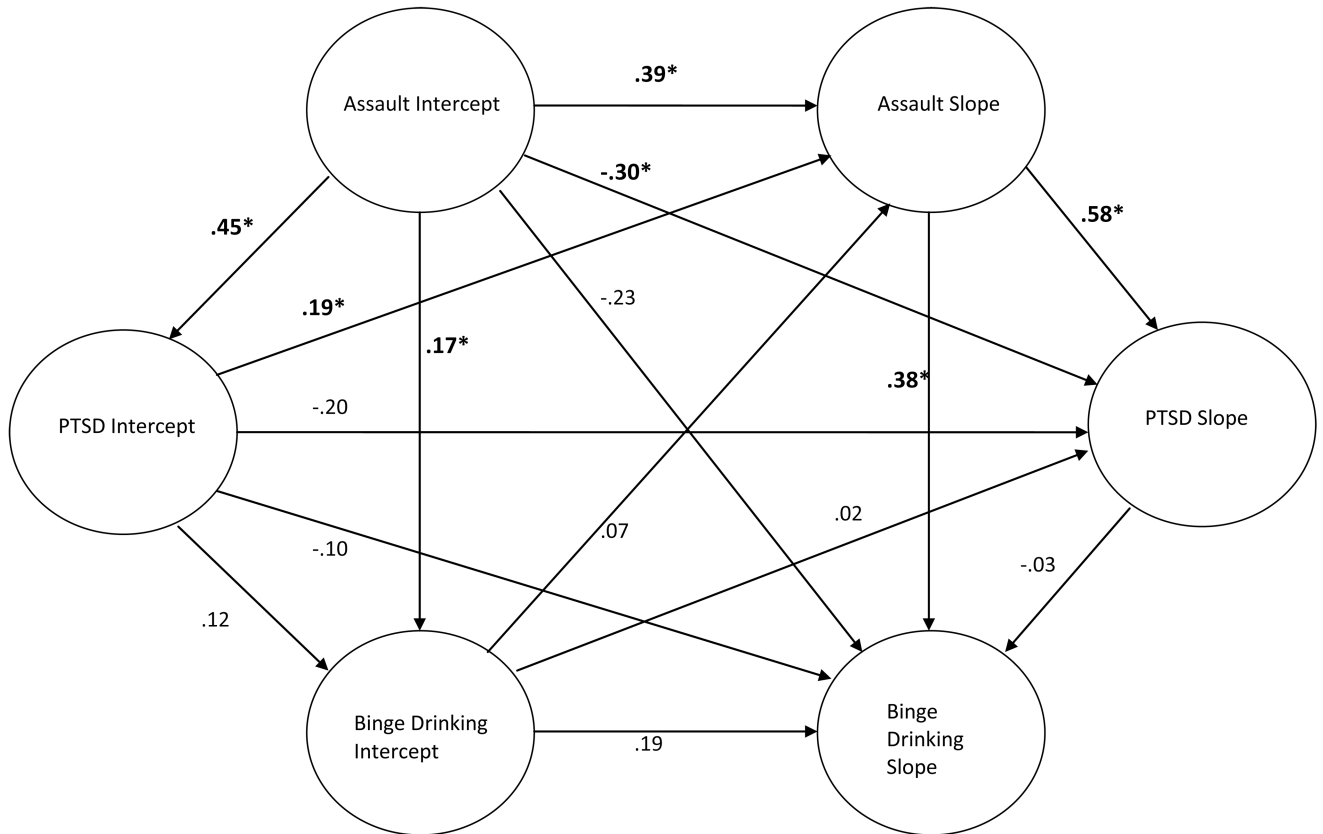 .39*
Assault Intercept
Assault Slope
-.30*
.58*
.45*
-.23
.19*
.17*
.38*
-.20
PTSD Intercept
PTSD Slope
.02
.07
-.10
-.03
.12
Binge Drinking
Intercept
.19
Binge
Drinking
Slope